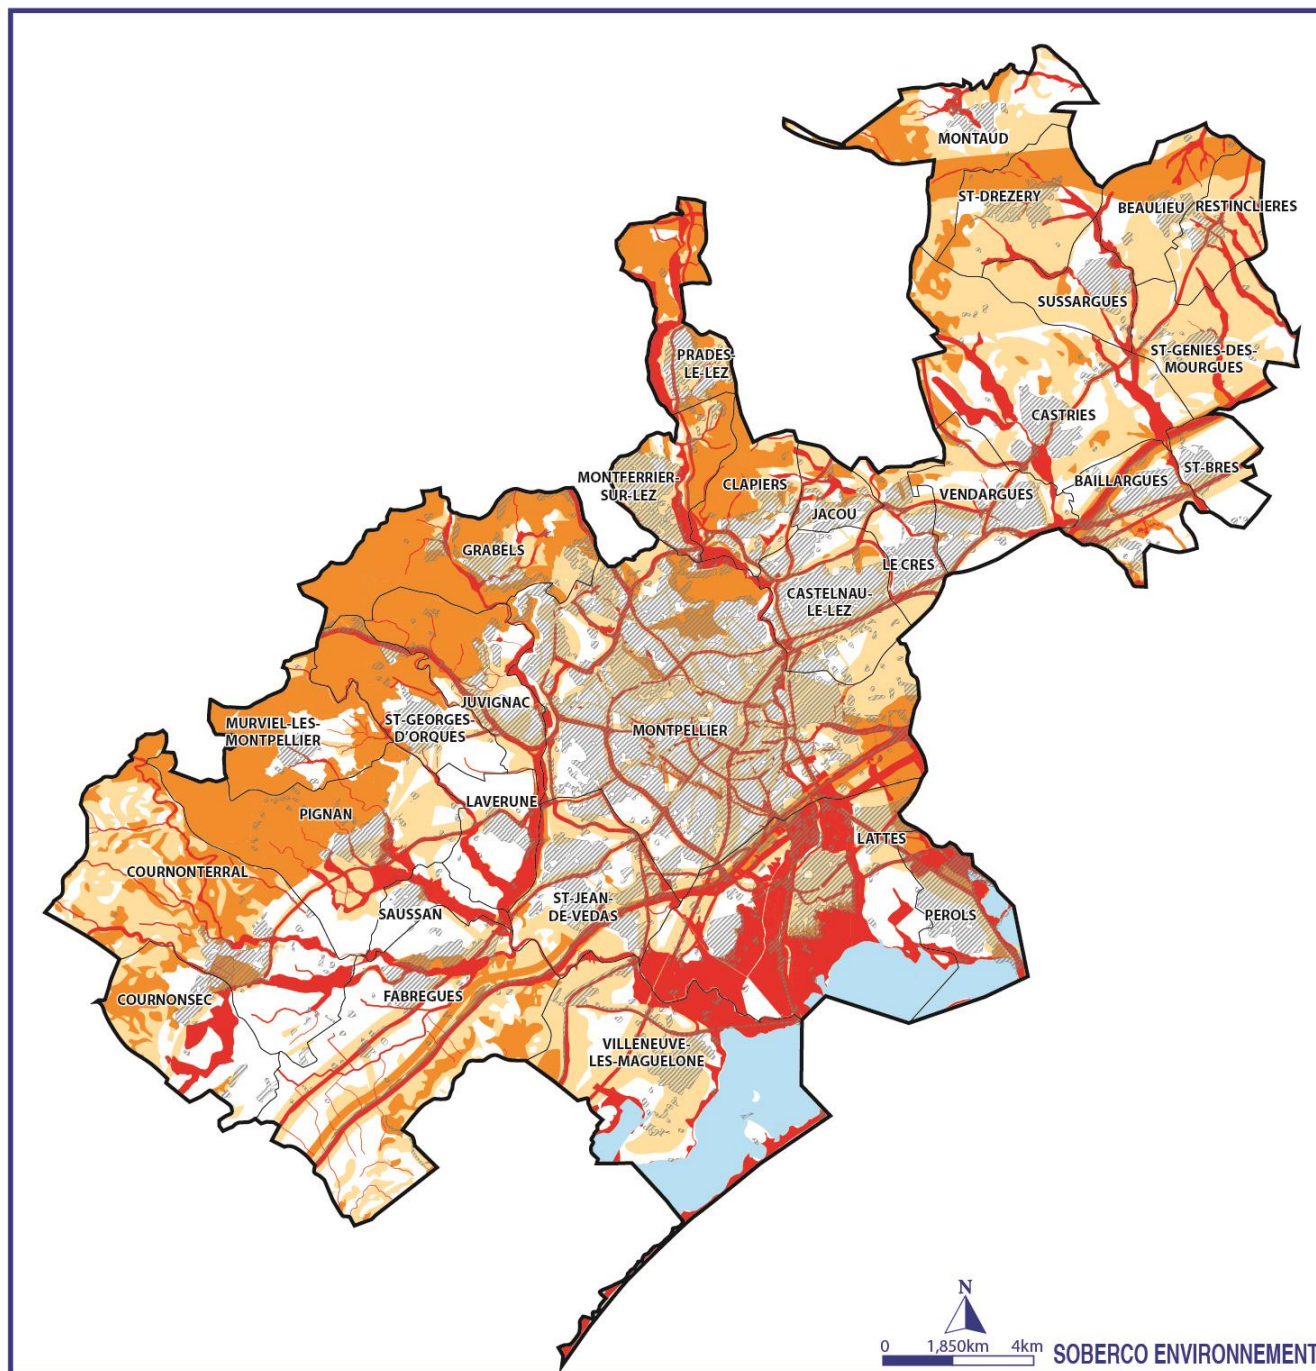 MONTAUD
ST-DREZERY
BEAULIEU
RESTINCLIERES
SUSSARGUES
PRADES-
LE-LEZ
ST-GENIES-DES-
MOURGUES
CASTRIES
MONTFERRIER-
SUR-LEZ
CLAPIERS
VENDARGUES
BAILLARGUES
ST-BRES
JACOU
GRABELS
LE CRES
CASTELNAU-
LE-LEZ
JUVIGNAC
MURVIEL-LES-
MONTPELLIER
ST-GEORGES-
D'ORQUES
MONTPELLIER
LAVERUNE
PIGNAN
LATTES
COURNONTERRAL
SAUSSAN
ST-JEAN-
DE-VEDAS
PEROLS
COURNONSEC
FABREGUES
VILLENEUVE-
LES-MAGUELONE
N
0 1,850km 4km
SOBERCO ENVIRONNEMENT